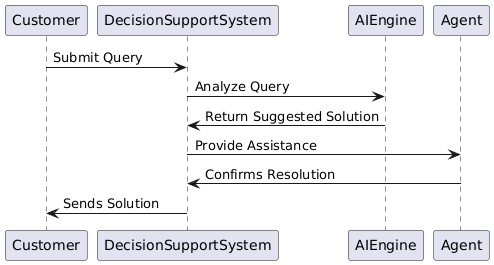 Customer DecisionSupportSystem AIEngine Agent
Submit Query
Analyze Query
Return Suggested Solution
Provide Assistance
Confirms Resolution
Sends Solution
Customer DecisionSupportSystem AIEngine Agent